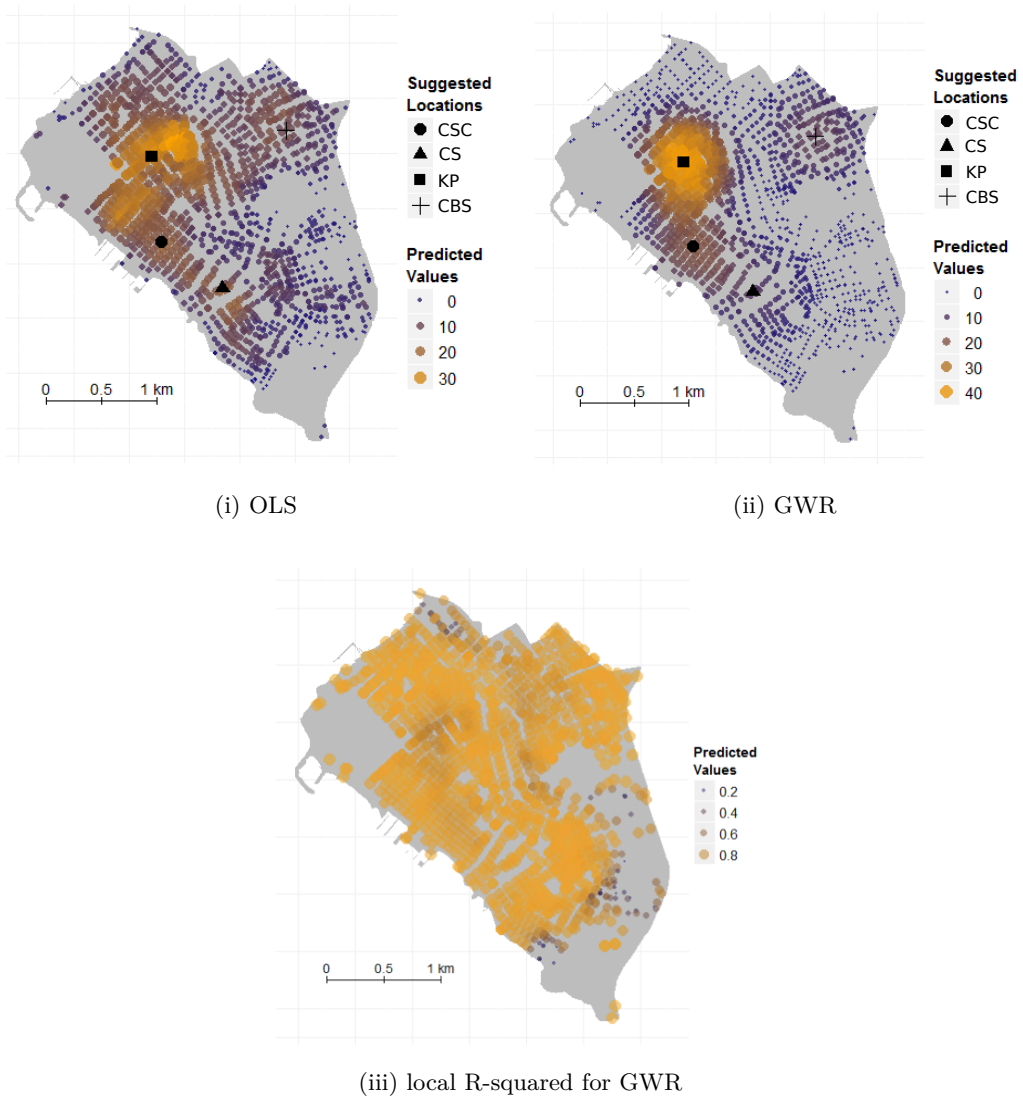 Suggested
Locations
CSC
CS
KP
CBS
Predicted
Values
0
10
20
30
0 0.5 1 km
(i) OLS
Suggested
Locations
CSC
CS
KP
CBS
Predicted
Values
0
10
20
30
40
0 0.5 1 km
(ii) GWR
Predicted
Values
0.2
0.4
0.6
0.8
0 0.5 1 km
(iii) local R-squared for GWR